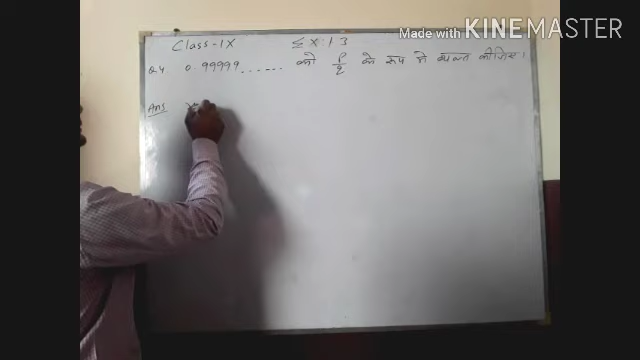 Made with KINEMASTER
Class-IX Ex:1.3
Q.4 0.99999...... को p/q के रूप में व्यक्त कीजिए।
Ans